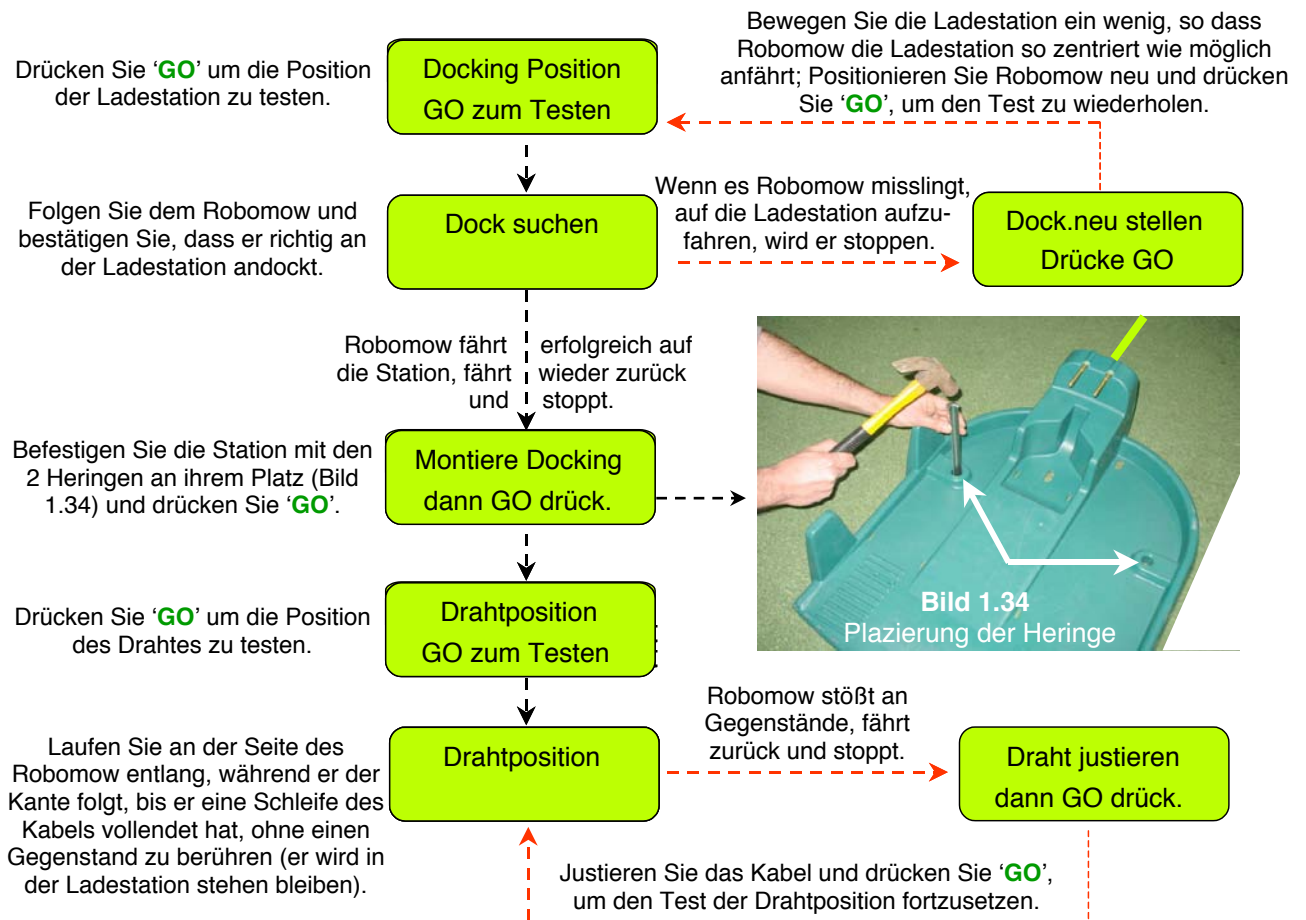 Drücken Sie ‘GO’ um die Position
der Ladestation zu testen.
Docking Position
GO zum Testen
Bewegen Sie die Ladestation ein wenig, so dass
Robomow die Ladestation so zentriert wie möglich
anfährt; Positionieren Sie Robomow neu und drücken
Sie ‘GO’, um den Test zu wiederholen.
Folgen Sie dem Robomow und
bestätigen Sie, dass er richtig an
der Ladestation andockt.
Dock suchen
Wenn es Robomow misslingt,
auf die Ladestation aufzu-
fahren, wird er stoppen.
Dock.neu stellen
Drücke GO
Robomow fährt erfolgreich auf
die Station, fährt wieder zurück
und stoppt.
Befestigen Sie die Station mit den
2 Heringen an ihrem Platz (Bild
1.34) und drücken Sie ‘GO’.
Montiere Docking
dann GO drück.
Bild 1.34
Plazierung der Heringe
Drücken Sie ‘GO’ um die Position
des Drahtes zu testen.
Drahtposition
GO zum Testen
Laufen Sie an der Seite des
Robomow entlang, während er der
Kante folgt, bis er eine Schleife des
Kabels vollendet hat, ohne einen
Gegenstand zu berühren (er wird in
der Ladestation stehen bleiben).
Drahtposition
Robomow stößt an
Gegenstände, fährt
zurück und stoppt.
Draht justieren
dann GO drück.
Justieren Sie das Kabel und drücken Sie ‘GO’,
um den Test der Drahtposition fortzusetzen.